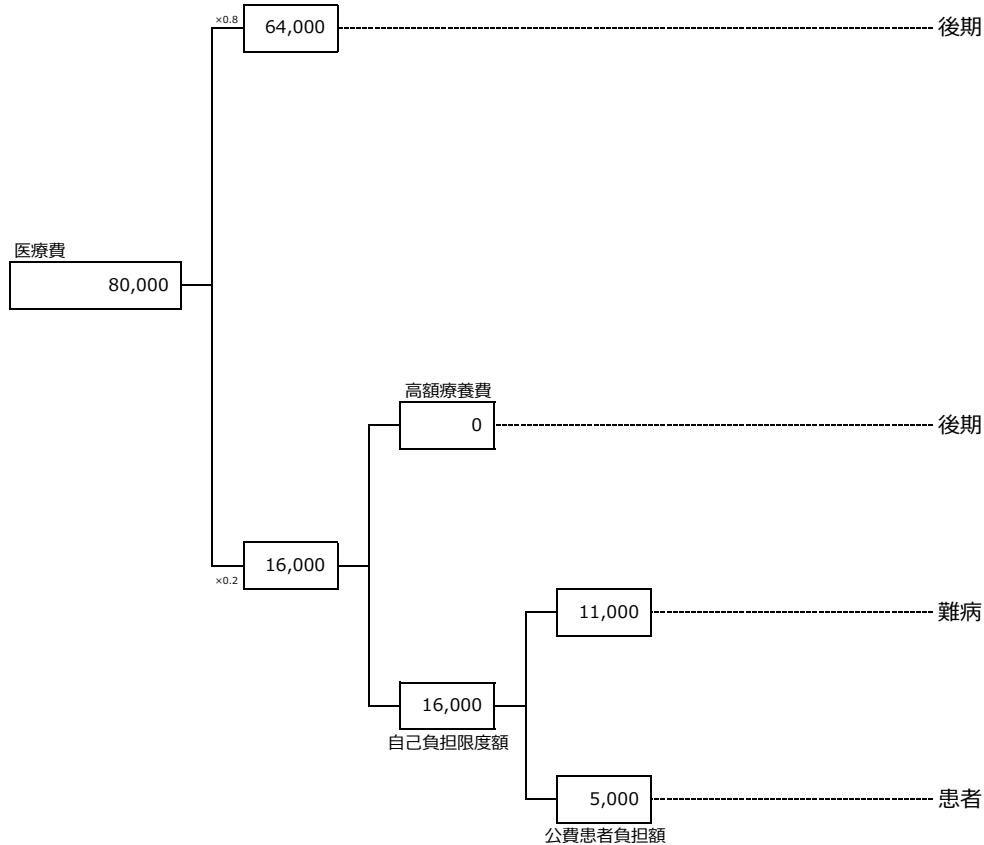 ×0.8
64,000
後期
医療費
80,000
高額療養費
0
後期
16,000
×0.2
11,000
難病
16,000
自己負担限度額
5,000
患者
公費患者負担額